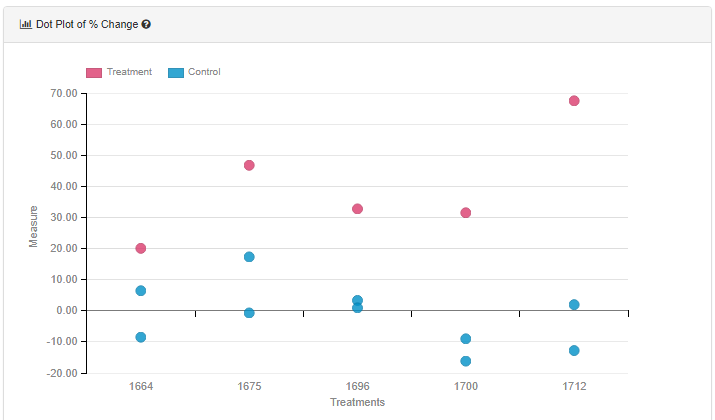 Dot Plot of % Change
Treatment Control
70.00
60.00
50.00
40.00
30.00
20.00
10.00
0.00
-10.00
-20.00
Measure
1664 1675 1696 1700 1712
Treatments